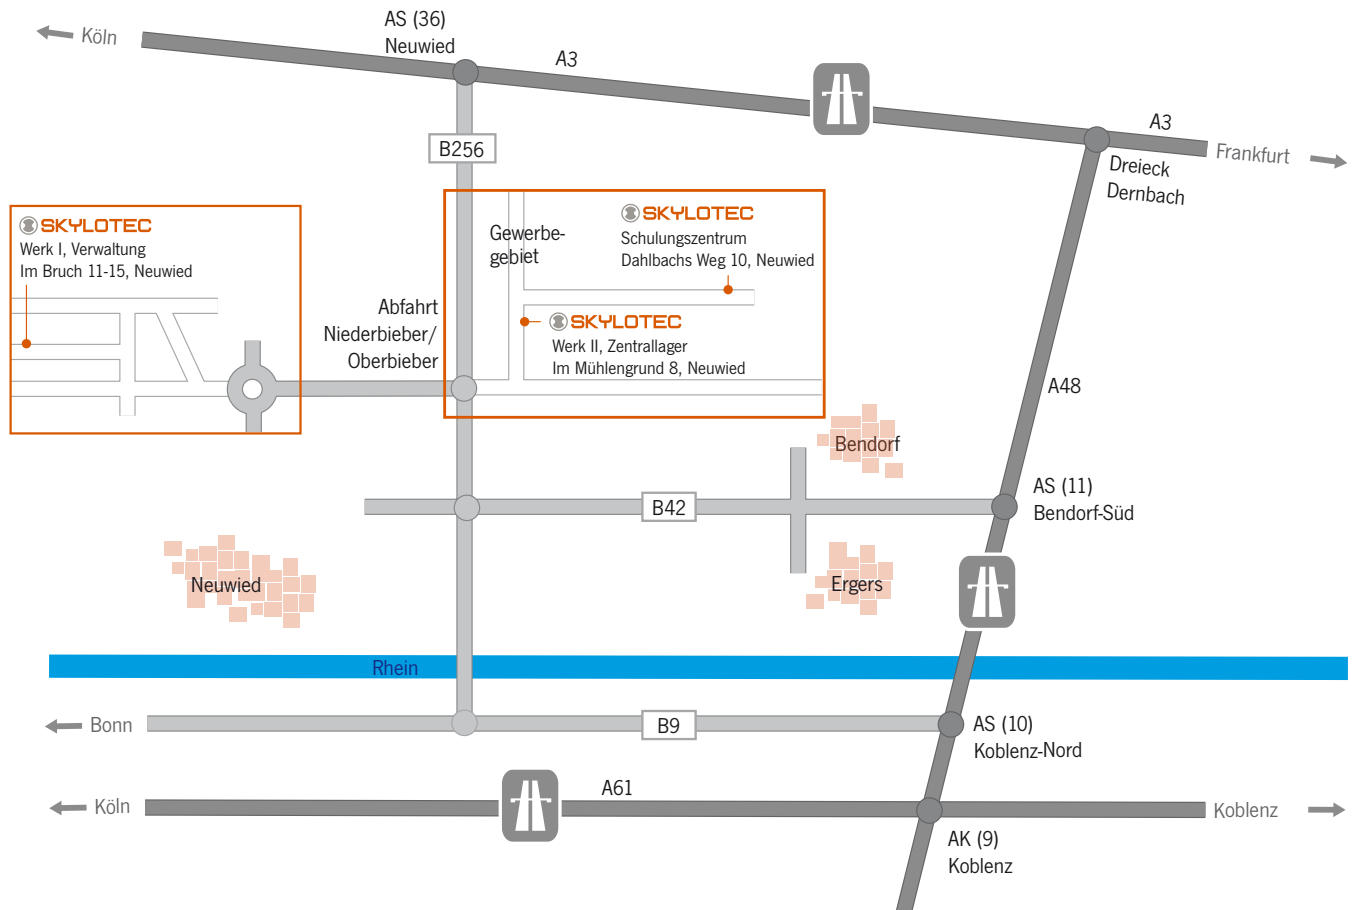 AS (36)
Neuwied
Köln
A3
A3
Frankfurt
Dreieck
Dernbach
B256
SKYLOTEC
Werk I, Verwaltung
Im Bruch 11-15, Neuwied
Gewerbe-
gebiet
SKYLOTEC
Schulungszentrum
Dahlbachs Weg 10, Neuwied
SKYLOTEC
Werk II, Zentrallager
Im Mühlengrund 8, Neuwied
Abfahrt
Niederbieber/
Oberbieber
A48
Bendorf
AS (11)
Bendorf-Süd
B42
Neuwied
Ergers
Rhein
Bonn
B9
AS (10)
Koblenz-Nord
A61
Köln
Koblenz
AK (9)
Koblenz